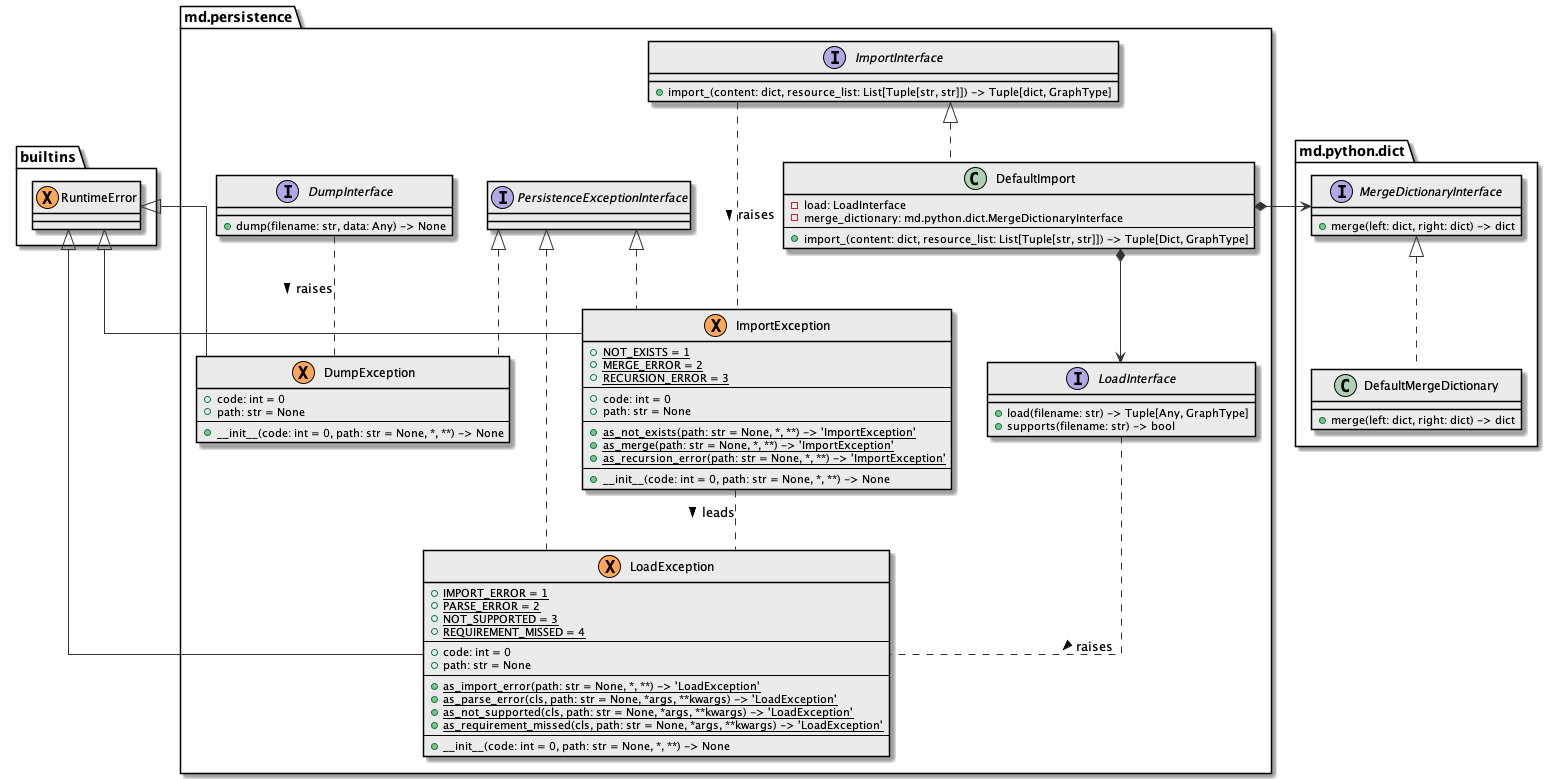 md.persistence
I ImportInterface
import_(content: dict, resource_list: List[Tuple[str, str]]) -> Tuple[dict, GraphType]
builtins
X RuntimeError
I DumpInterface
dump(filename: str, data: Any) -> None
I PersistenceExceptionInterface
raises
C DefaultImport
load: LoadInterface
merge_dictionary: md.python.dict.MergeDictionaryInterface
import_(content: dict, resource_list: List[Tuple[str, str]]) -> Tuple[Dict, GraphType]
md.python.dict
I MergeDictionaryInterface
merge(left: dict, right: dict) -> dict
raises
X DumpException
code: int = 0
path: str = None
__init__(code: int = 0, path: str = None, *, **) -> None
X ImportException
NOT_EXISTS = 1
MERGE_ERROR = 2
RECURSION_ERROR = 3
code: int = 0
path: str = None
as_not_exists(path: str = None, *, **) -> 'ImportException'
as_merge(path: str = None, *, **) -> 'ImportException'
as_recursion_error(path: str = None, *, **) -> 'ImportException'
__init__(code: int = 0, path: str = None, *, **) -> None
I LoadInterface
load(filename: str) -> Tuple[Any, GraphType]
supports(filename: str) -> bool
C DefaultMergeDictionary
merge(left: dict, right: dict) -> dict
leads
X LoadException
IMPORT_ERROR = 1
PARSE_ERROR = 2
NOT_SUPPORTED = 3
REQUIREMENT_MISSED = 4
code: int = 0
path: str = None
as_import_error(path: str = None, *, **) -> 'LoadException'
as_parse_error(cls, path: str = None, *args, **kwargs) -> 'LoadException'
as_not_supported(cls, path: str = None, *args, **kwargs) -> 'LoadException'
as_requirement_missed(cls, path: str = None, *args, **kwargs) -> 'LoadException'
__init__(code: int = 0, path: str = None, *, **) -> None
raises